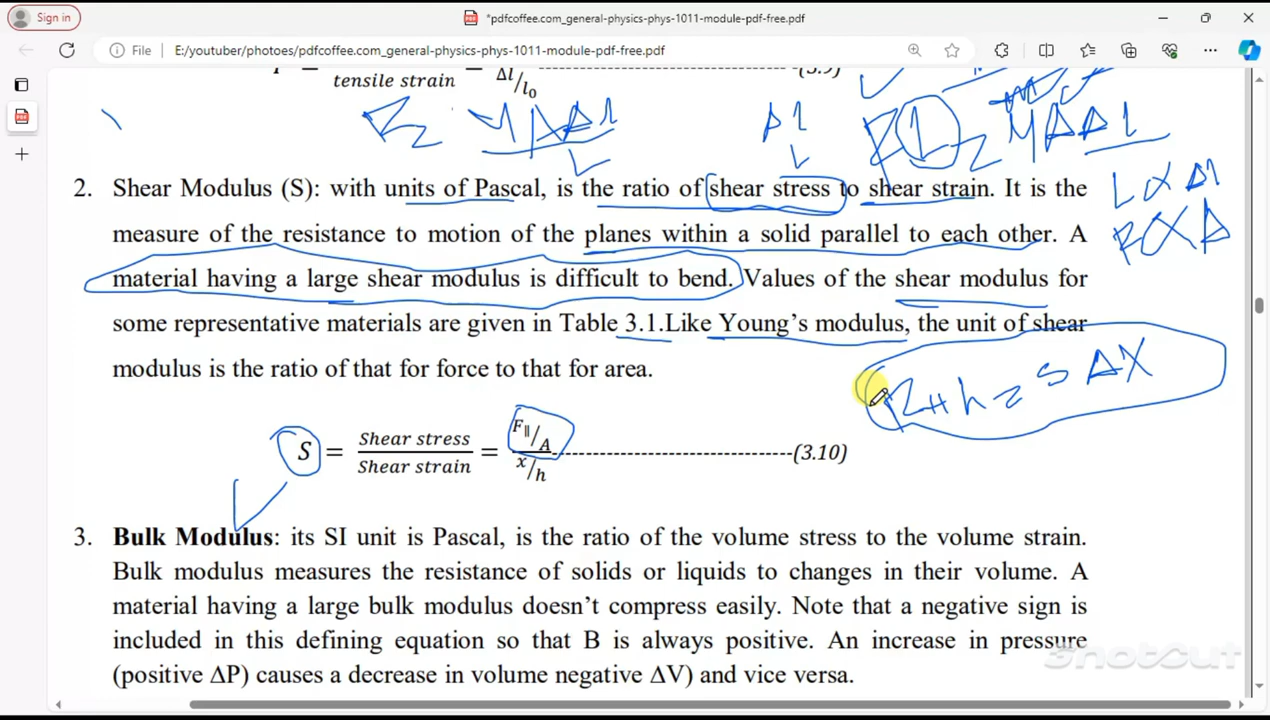 Sign in
*pdfcoffee.com_general-physics-phys-1011-module-pdf-free.pdf
File E:/youtuber/photoes/pdfcoffee.com_general-physics-phys-1011-module-pdf-free.pdf
tensile strain = Δl/l₀ (3.9)
2. Shear Modulus (S): with units of Pascal, is the ratio of shear stress to shear strain. It is the
measure of the resistance to motion of the planes within a solid parallel to each other. A
material having a large shear modulus is difficult to bend. Values of the shear modulus for
some representative materials are given in Table 3.1.Like Young's modulus, the unit of shear
modulus is the ratio of that for force to that for area.
S = Shear stress / Shear strain = F∥/A / x/h ------------------------------(3.10)
3. Bulk Modulus: its SI unit is Pascal, is the ratio of the volume stress to the volume strain.
Bulk modulus measures the resistance of solids or liquids to changes in their volume. A
material having a large bulk modulus doesn't compress easily. Note that a negative sign is
included in this defining equation so that B is always positive. An increase in pressure
(positive ΔP) causes a decrease in volume negative ΔV) and vice versa.